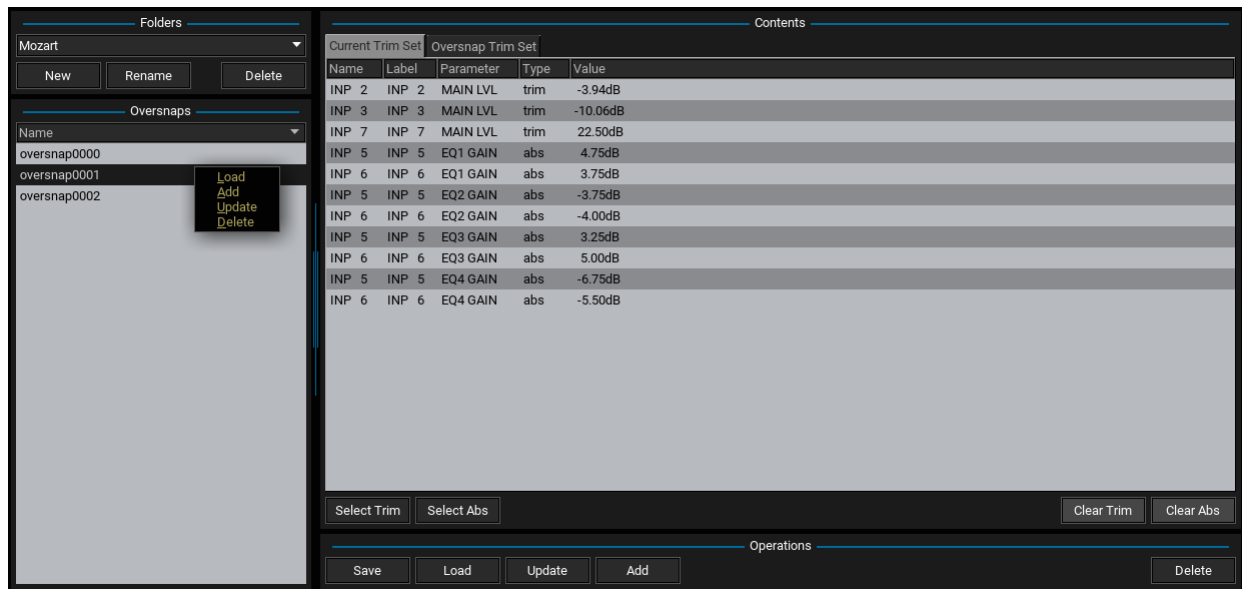 Folders
Mozart
New Rename Delete
Oversnaps
Name
oversnap0000
oversnap0001
oversnap0002
Load
Add
Update
Delete
Contents
Current Trim Set Oversnap Trim Set
Name Label Parameter Type Value
INP 2 INP 2 MAIN LVL trim -3.94dB
INP 3 INP 3 MAIN LVL trim -10.06dB
INP 7 INP 7 MAIN LVL trim 22.50dB
INP 5 INP 5 EQ1 GAIN abs 4.75dB
INP 6 INP 6 EQ1 GAIN abs 3.75dB
INP 5 INP 5 EQ2 GAIN abs -3.75dB
INP 6 INP 6 EQ2 GAIN abs -4.00dB
INP 5 INP 5 EQ3 GAIN abs 3.25dB
INP 6 INP 6 EQ3 GAIN abs 5.00dB
INP 5 INP 5 EQ4 GAIN abs -6.75dB
INP 6 INP 6 EQ4 GAIN abs -5.50dB
Select Trim Select Abs Clear Trim Clear Abs
Operations
Save Load Update Add Delete